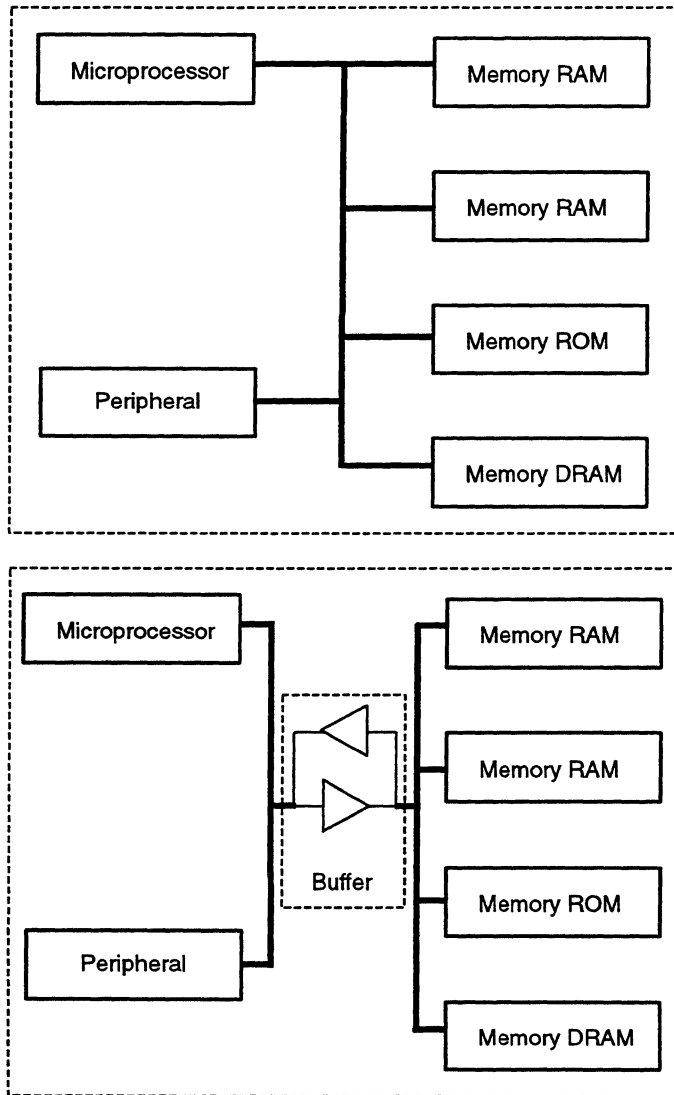 Microprocessor
Memory RAM
Memory RAM
Memory ROM
Peripheral
Memory DRAM
Microprocessor
Memory RAM
Memory RAM
Buffer
Memory ROM
Peripheral
Memory DRAM